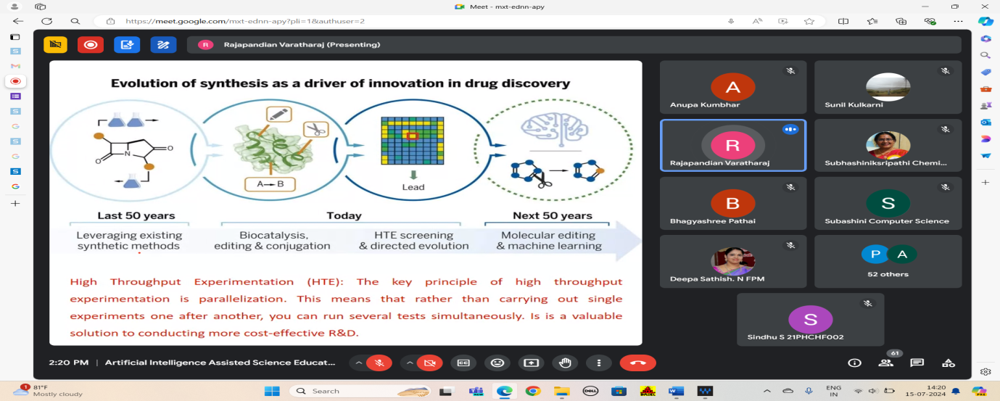 Meet - mxt-ednn-apy
https://meet.google.com/mxt-ednn-apy?pli=1&authuser=2
R Rajapandian Varatharaj (Presenting)
Evolution of synthesis as a driver of innovation in drug discovery
N
O
O
A→B
Lead
Last 50 years
Today
Next 50 years
Leveraging existing
synthetic methods
Biocatalysis,
editing & conjugation
HTE screening
& directed evolution
Molecular editing
& machine learning
High Throughput Experimentation (HTE): The key principle of high throughput
experimentation is parallelization. This means that rather than carrying out single
experiments one after another, you can run several tests simultaneously. Is is a valuable
solution to conducting more cost-effective R&D.
A
Anupa Kumbhar
Sunil Kulkarni
R
Rajapandian Varatharaj
Subhashiniksripathi Chemi...
B
Bhagyashree Pathai
S
Subashini Computer Science
Deepa Sathish. N FPM
P A
52 others
S
Sindhu S 21PHCHF002
2:20 PM | Artificial Intelligence Assisted Science Educat...
CC
61
1
81°F
Mostly cloudy
Search
NEW
DELL
ENG
IN
14:20
15-07-2024
PRE